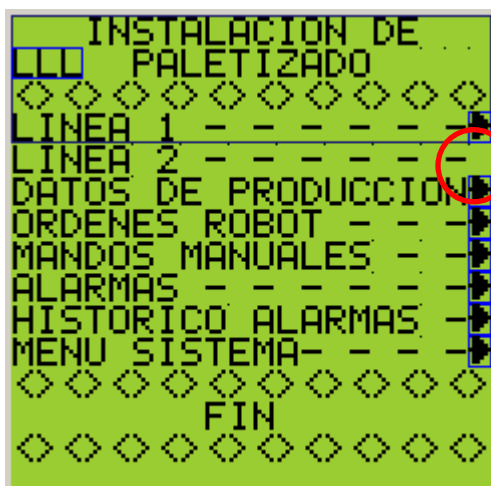 INSTALACION DE
LLL PALETIZADO
◇ ◇ ◇ ◇ ◇ ◇ ◇ ◇ ◇ ◇
LINEA 1 - - - - - -
LINEA 2 - - - - - -
DATOS DE PRODUCCION
ORDENES ROBOT - - -
MANDOS MANUALES - -
ALARMAS - - - - - -
HISTORICO ALARMAS -
MENU SISTEMA- - - -
◇ ◇ ◇ ◇ ◇ ◇ ◇ ◇ ◇ ◇
FIN
◇ ◇ ◇ ◇ ◇ ◇ ◇ ◇ ◇ ◇